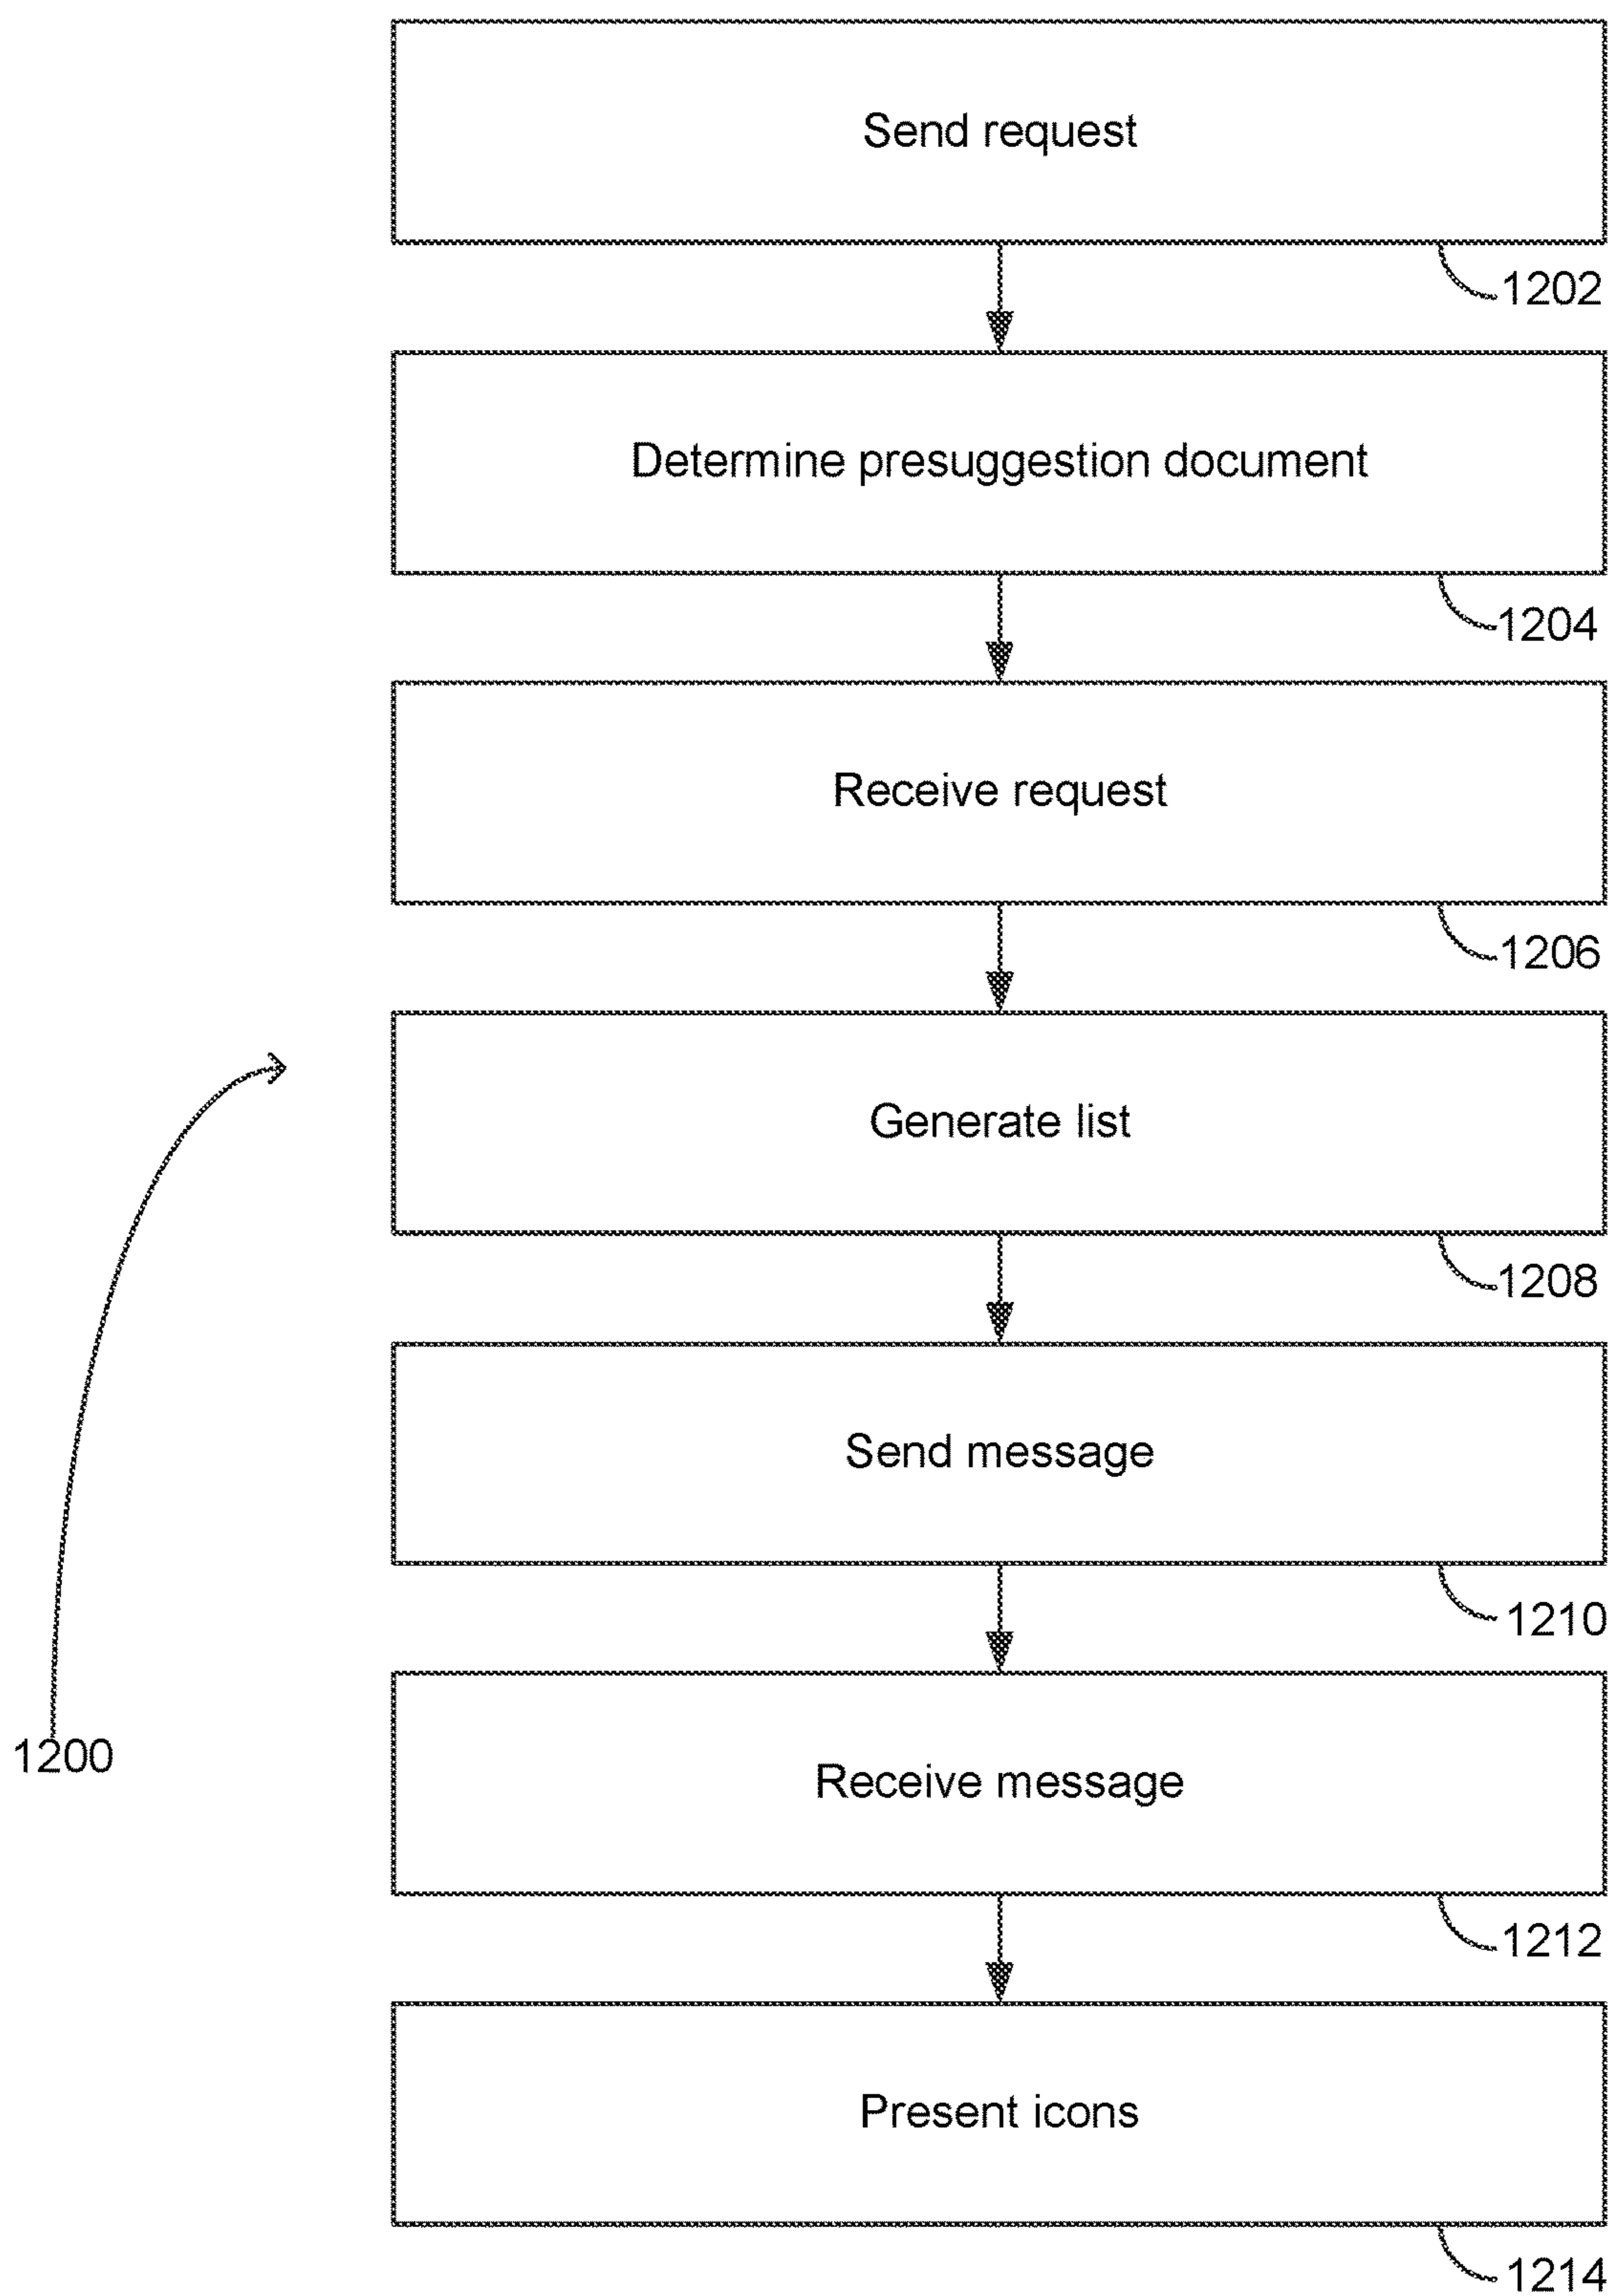 Send request
1202
Determine presuggestion document
1204
Receive request
1206
Generate list
1208
Send message
1210
Receive message
1200
1212
Present icons
1214